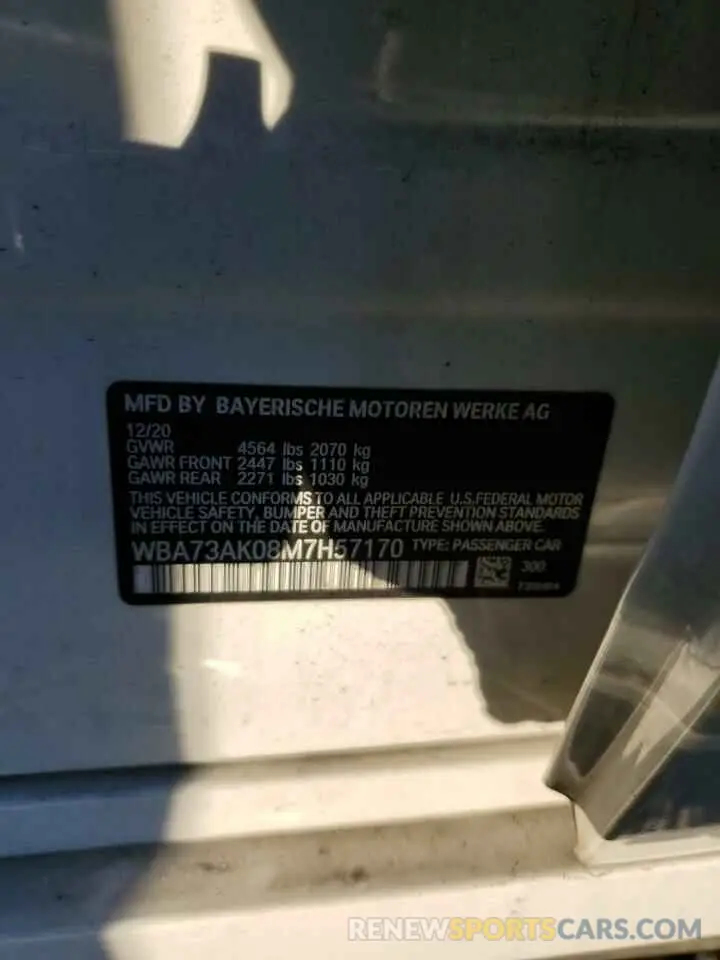 MFD BY BAYERISCHE MOTOREN WERKE AG
12/20
GVWR 4564 lbs 2070 kg
GAWR FRONT 2447 lbs 1110 kg
GAWR REAR 2271 lbs 1030 kg
THIS VEHICLE CONFORMS TO ALL APPLICABLE U.S.FEDERAL MOTOR
VEHICLE SAFETY, BUMPER AND THEFT PREVENTION STANDARDS
IN EFFECT ON THE DATE OF MANUFACTURE SHOWN ABOVE.
WBA73AK08M7H57170 TYPE: PASSENGER CAR
300
RENEWSPORTSCARS.COM